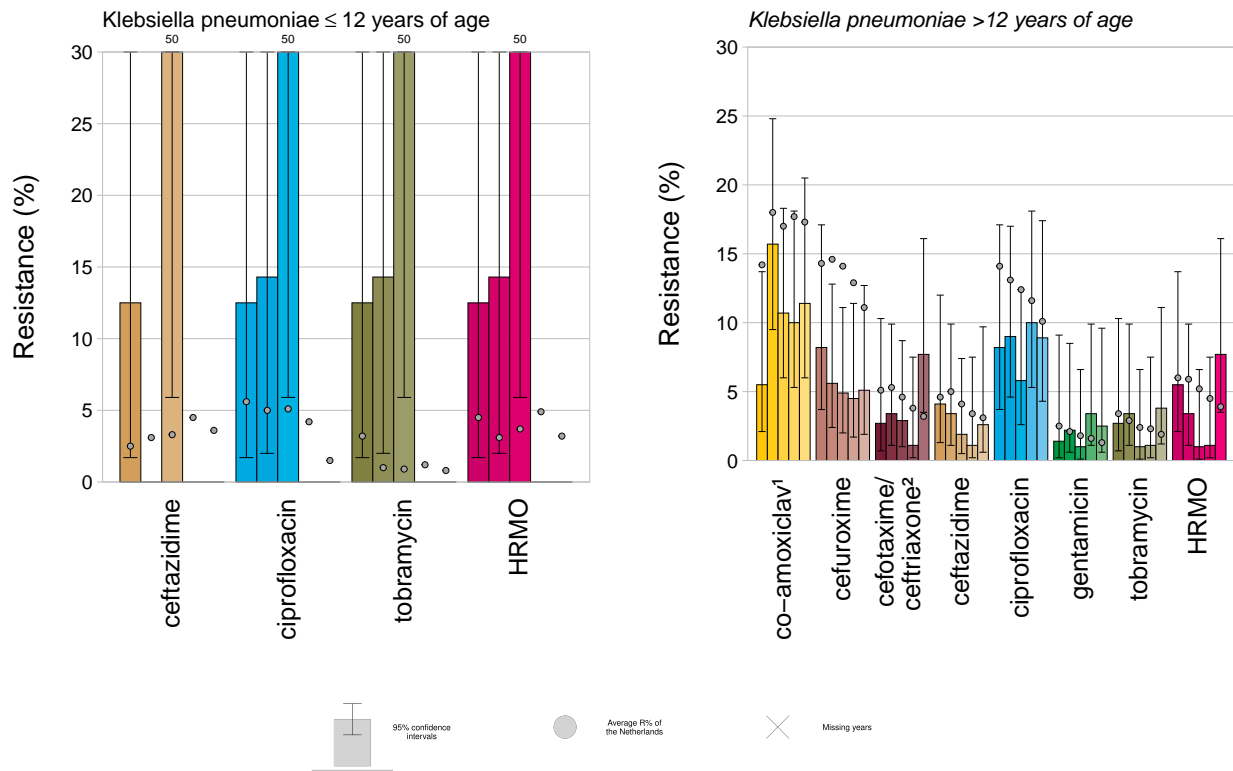 Klebsiella pneumoniae ≤ 12 years of age
50 50 50 50
30
25
20
15
10
5
0
Resistance (%)
ceftazidime
ciprofloxacin
tobramycin
HRMO
Klebsiella pneumoniae >12 years of age
30
25
20
15
10
5
0
Resistance (%)
co−amoxiclav¹
cefuroxime
cefotaxime/
ceftriaxone²
ceftazidime
ciprofloxacin
gentamicin
tobramycin
HRMO
95% confidence
intervals
Average R% of
the Netherlands
Missing years